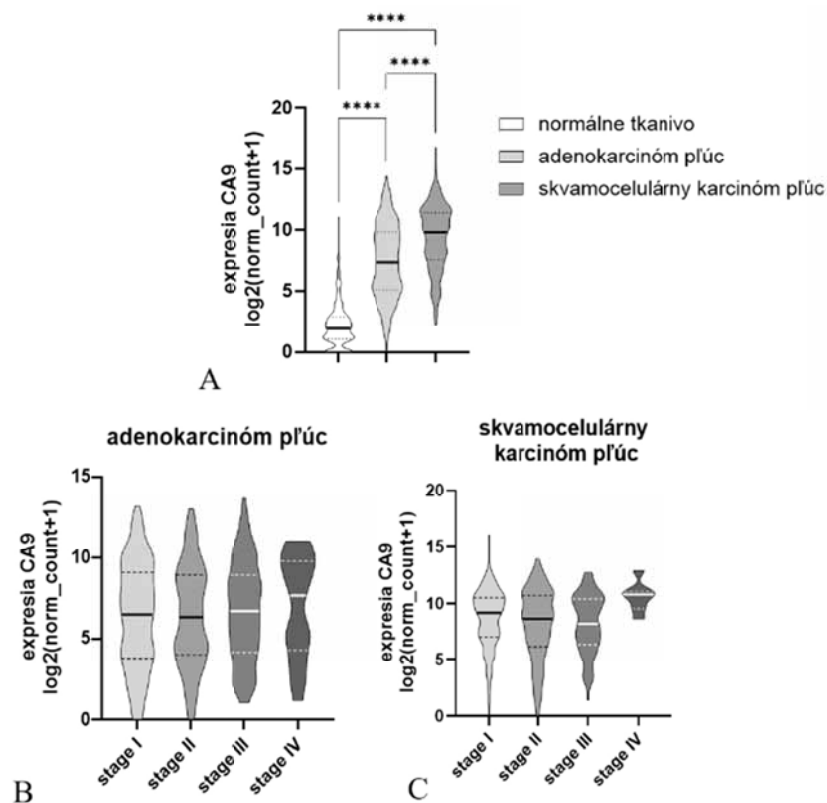 ****
****
****
20
15
10
5
0
expresia CA9
log2(norm_count+1)
normálne tkanivo
adenokarcinóm pľúc
skvamocelulárny karcinóm pľúc
A
adenokarcinóm pľúc
15
10
5
0
expresia CA9
log2(norm_count+1)
stage I
stage II
stage III
stage IV
B
skvamocelulárny
karcinóm pľúc
20
15
10
5
0
expresia CA9
log2(norm_count+1)
stage I
stage II
stage III
stage IV
C